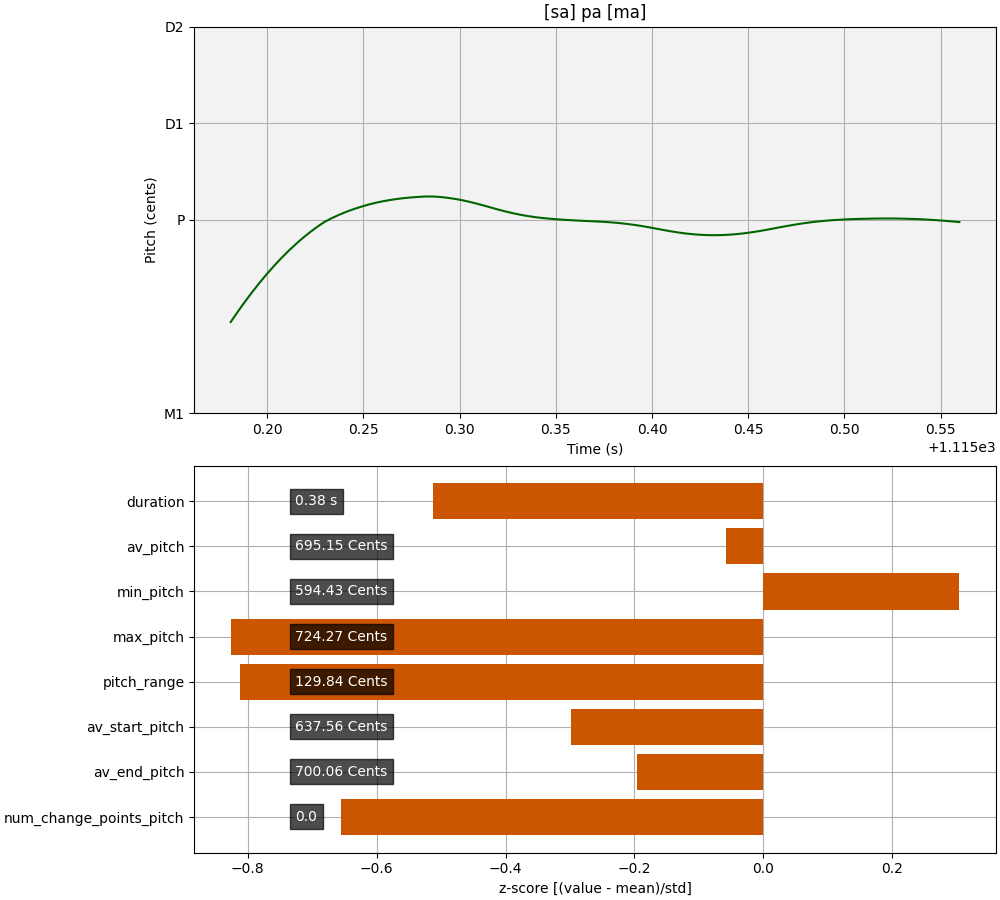 [sa] pa [ma]
D2
D1
P
M1
Pitch (cents)
0.20 0.25 0.30 0.35 0.40 0.45 0.50 0.55
Time (s)
+1.115e3
duration 0.38 s
av_pitch 695.15 Cents
min_pitch 594.43 Cents
max_pitch 724.27 Cents
pitch_range 129.84 Cents
av_start_pitch 637.56 Cents
av_end_pitch 700.06 Cents
num_change_points_pitch 0.0
−0.8 −0.6 −0.4 −0.2 0.0 0.2
z-score [(value - mean)/std]